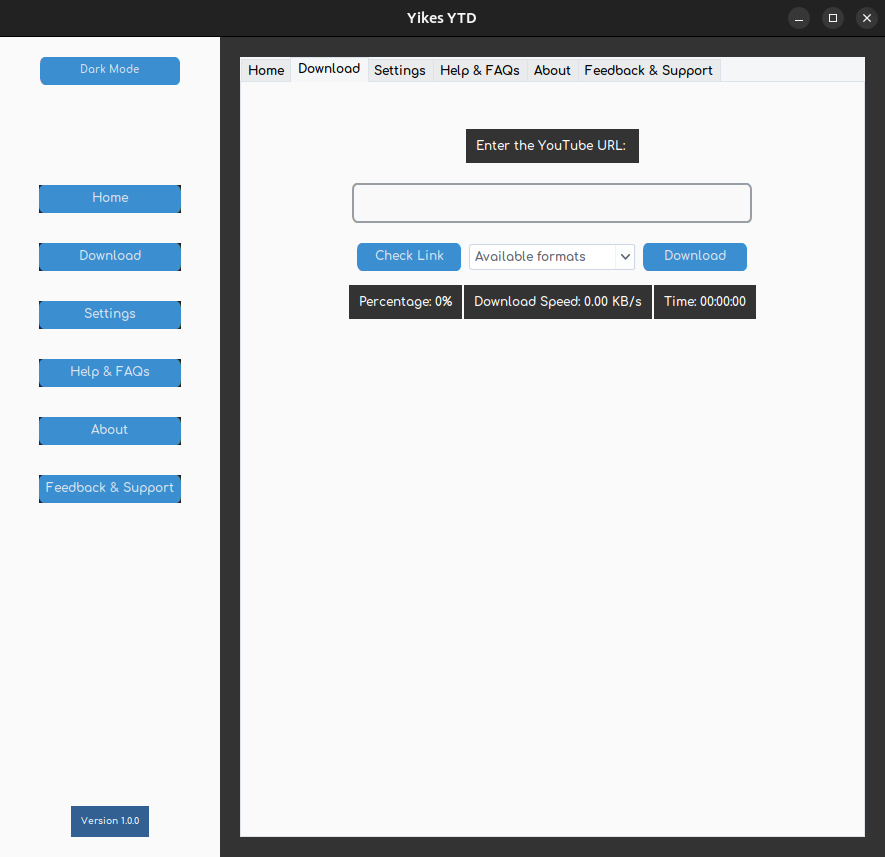 Yikes YTD
Dark Mode
Home
Download
Settings
Help & FAQs
About
Feedback & Support
Version 1.0.0
Home Download Settings Help & FAQs About Feedback & Support
Enter the YouTube URL:
Check Link Available formats Download
Percentage: 0% Download Speed: 0.00 KB/s Time: 00:00:00